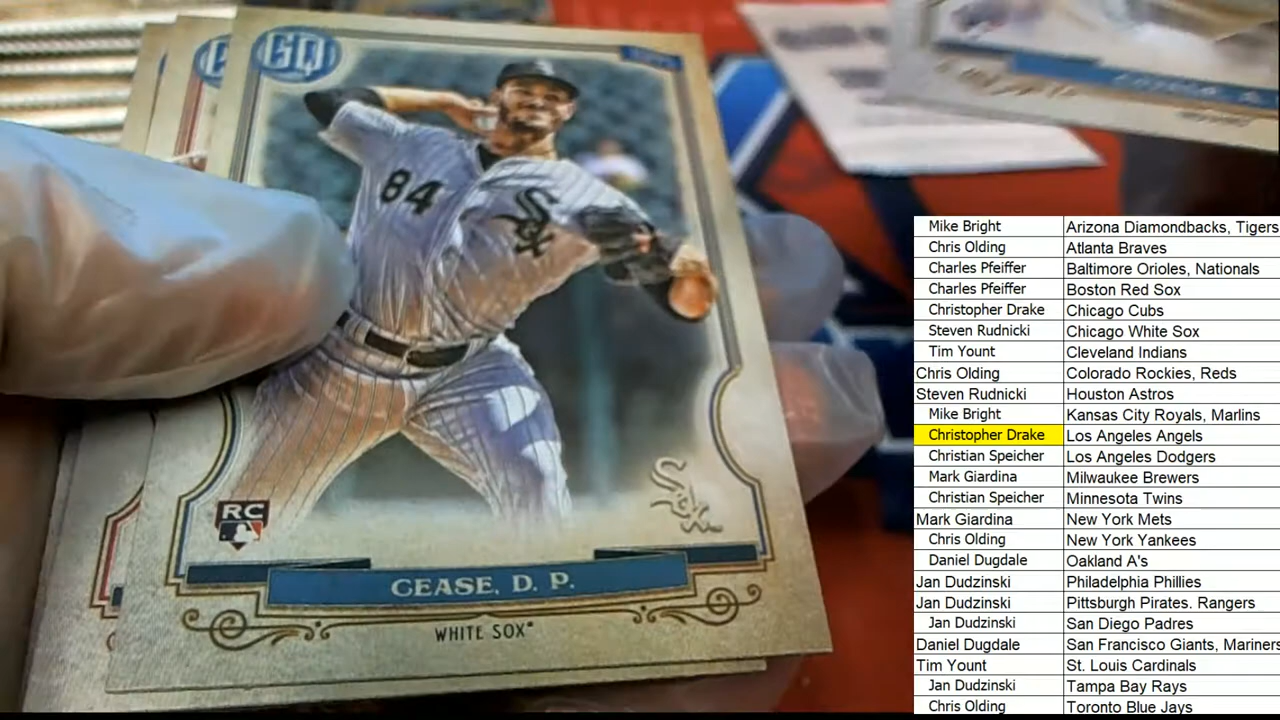 GQ
84
Sox
Sox
RC
CEASE, D. P.
WHITE SOX
Mike Bright Arizona Diamondbacks, Tigers
Chris Olding Atlanta Braves
Charles Pfeiffer Baltimore Orioles, Nationals
Charles Pfeiffer Boston Red Sox
Christopher Drake Chicago Cubs
Steven Rudnicki Chicago White Sox
Tim Yount Cleveland Indians
Chris Olding Colorado Rockies, Reds
Steven Rudnicki Houston Astros
Mike Bright Kansas City Royals, Marlins
Christopher Drake Los Angeles Angels
Christian Speicher Los Angeles Dodgers
Mark Giardina Milwaukee Brewers
Christian Speicher Minnesota Twins
Mark Giardina New York Mets
Chris Olding New York Yankees
Daniel Dugdale Oakland A's
Jan Dudzinski Philadelphia Phillies
Jan Dudzinski Pittsburgh Pirates. Rangers
Jan Dudzinski San Diego Padres
Daniel Dugdale San Francisco Giants, Mariners
Tim Yount St. Louis Cardinals
Jan Dudzinski Tampa Bay Rays
Chris Olding Toronto Blue Jays